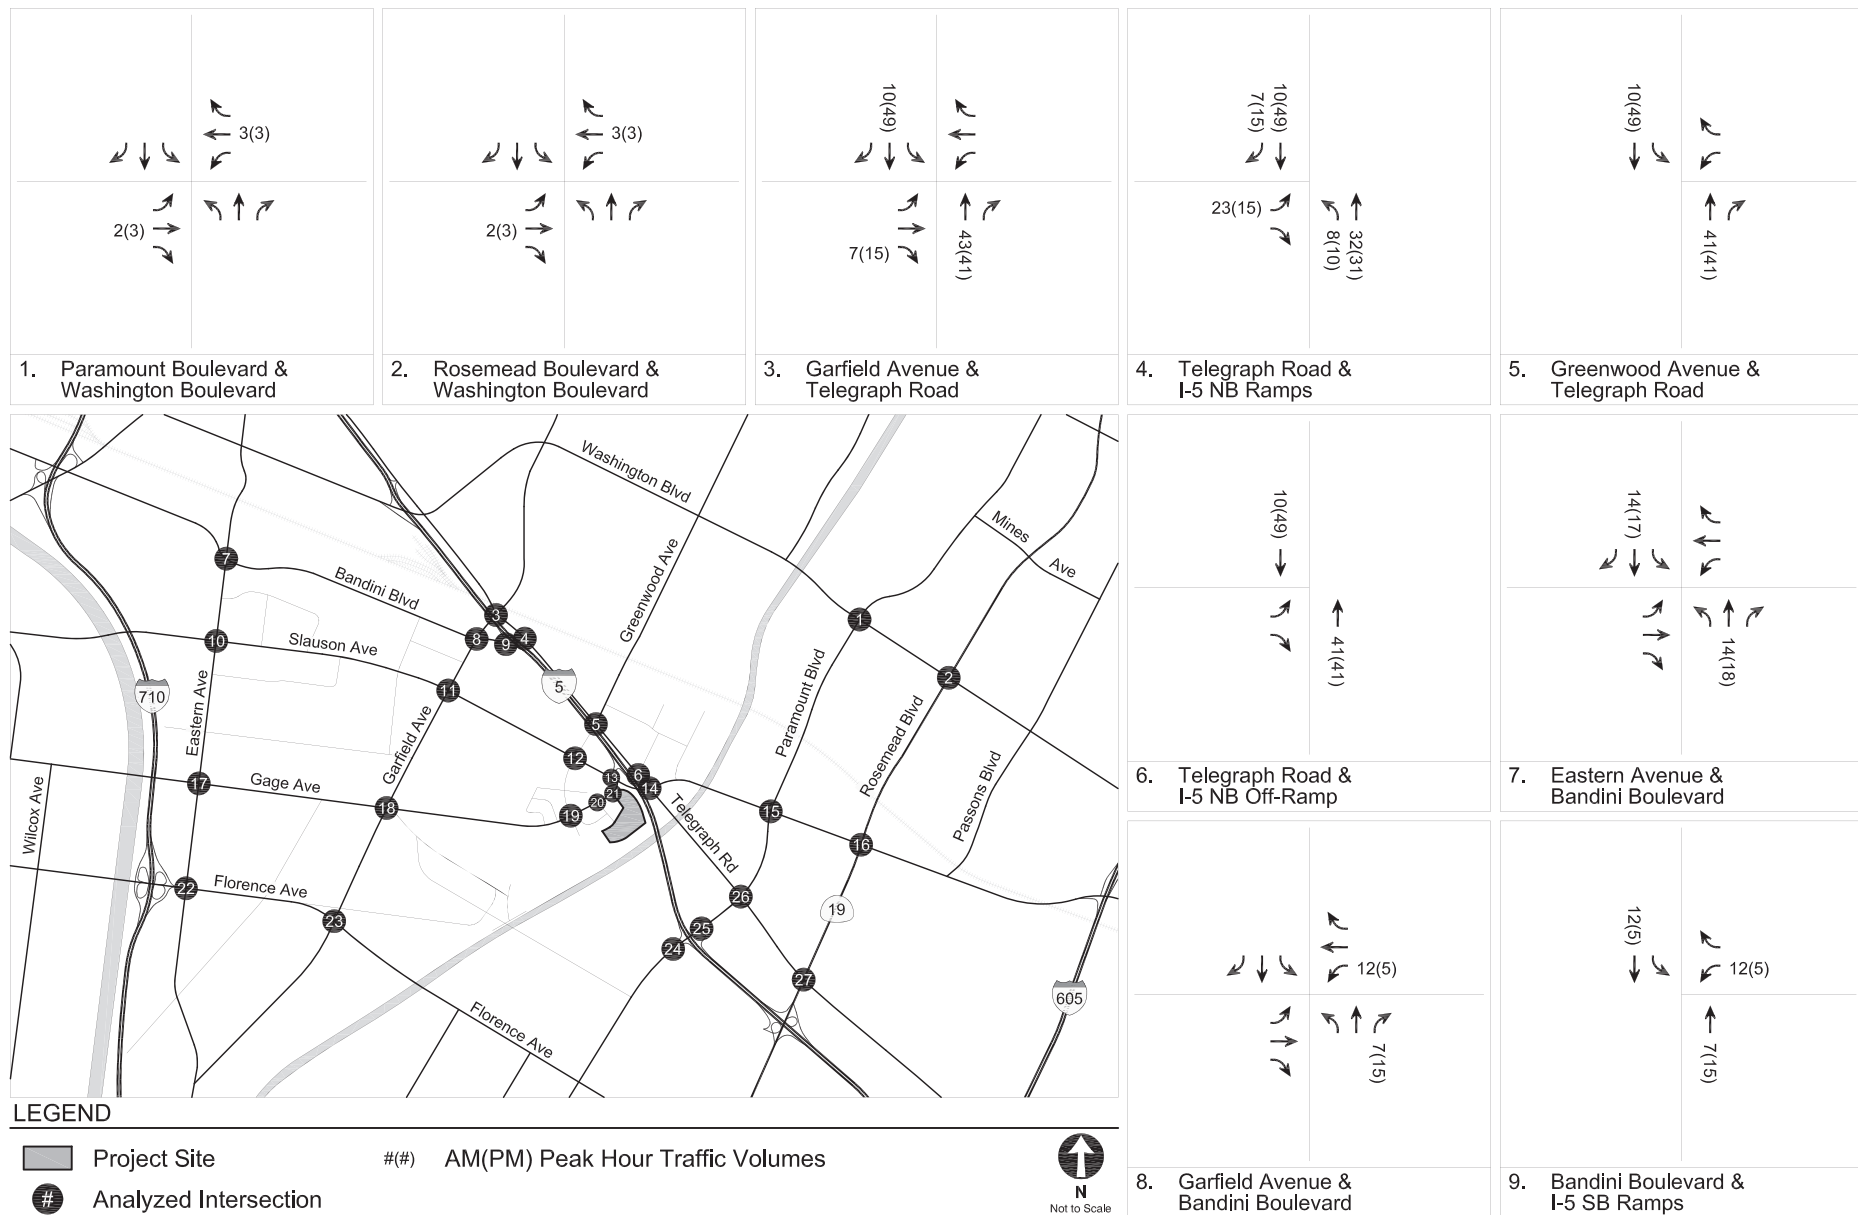 3(3)
2(3)
1. Paramount Boulevard &
Washington Boulevard
3(3)
2(3)
2. Rosemead Boulevard &
Washington Boulevard
10(49)
7(15)
43(41)
3. Garfield Avenue &
Telegraph Road
7(15)
10(49)
23(15)
8(10)
32(31)
4. Telegraph Road &
I-5 NB Ramps
10(49)
41(41)
5. Greenwood Avenue &
Telegraph Road
10(49)
41(41)
6. Telegraph Road &
I-5 NB Off-Ramp
14(17)
14(18)
7. Eastern Avenue &
Bandini Boulevard
12(5)
7(15)
8. Garfield Avenue &
Bandini Boulevard
12(5)
12(5)
7(15)
9. Bandini Boulevard &
I-5 SB Ramps
Washington Blvd
Mines
Ave
Greenwood Ave
Bandini Blvd
7
3
8
9
4
1
10
Slauson Ave
5
2
710
Eastern Ave
11
Garfield Ave
5
Paramount Blvd
Rosemead Blvd
Passons Blvd
12
13
6
14
21
20
19
17
Gage Ave
18
Telegraph Rd
15
16
Wilcox Ave
22
Florence Ave
23
26
25
24
19
27
605
Florence Ave
LEGEND
Project Site
#(#) AM(PM) Peak Hour Traffic Volumes
# Analyzed Intersection
N
Not to Scale